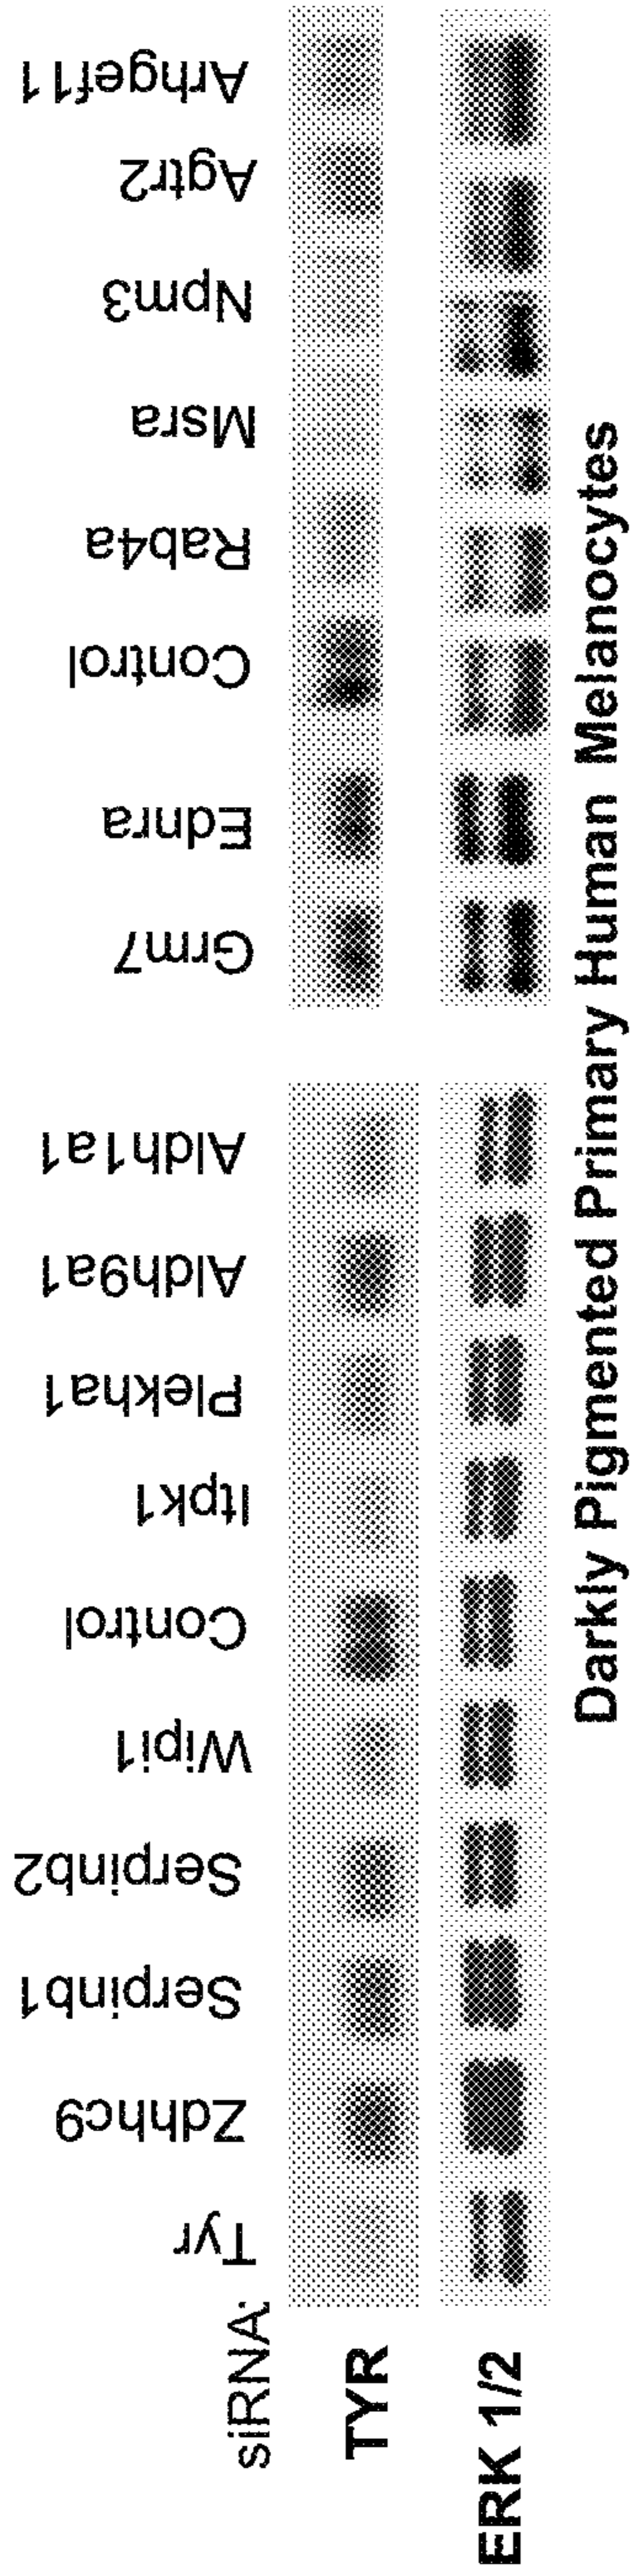 siRNA:
Tyr
Zdhhc9
Serpinb1
Serpinb2
Wipi1
Control
Itpk1
Plekha1
Aldh9a1
Aldh1a1
Grm7
Ednra
Control
Rab4a
Msra
Npm3
Agtr2
Arhgef11
TYR
ERK 1/2
Darkly Pigmented Primary Human Melanocytes